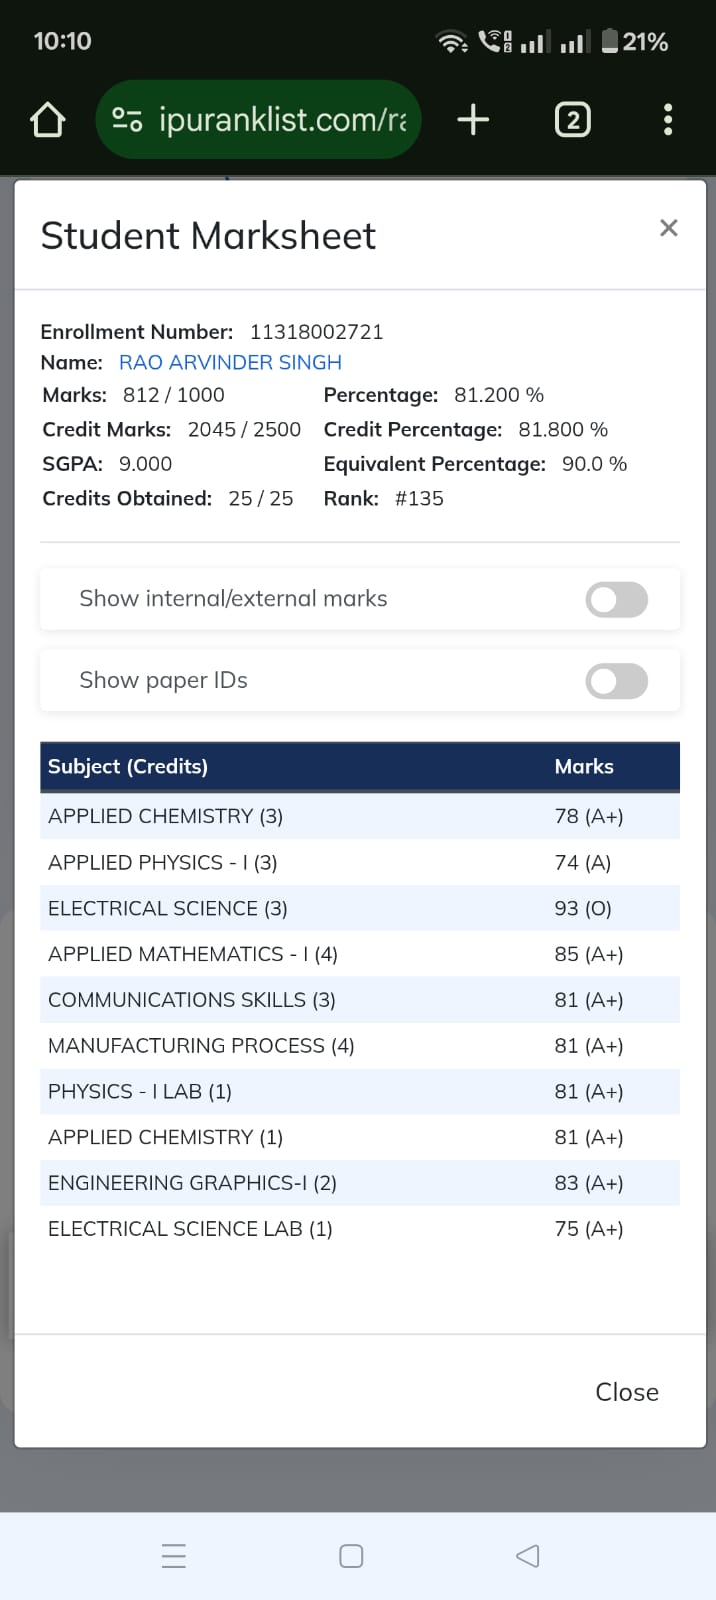 10:10 21%
ipuranklist.com/ra 2
Student Marksheet ×
Enrollment Number: 11318002721
Name: RAO ARVINDER SINGH
Marks: 812 / 1000 Percentage: 81.200 %
Credit Marks: 2045 / 2500 Credit Percentage: 81.800 %
SGPA: 9.000 Equivalent Percentage: 90.0 %
Credits Obtained: 25 / 25 Rank: #135
Show internal/external marks
Show paper IDs
Subject (Credits) Marks
APPLIED CHEMISTRY (3) 78 (A+)
APPLIED PHYSICS - I (3) 74 (A)
ELECTRICAL SCIENCE (3) 93 (O)
APPLIED MATHEMATICS - I (4) 85 (A+)
COMMUNICATIONS SKILLS (3) 81 (A+)
MANUFACTURING PROCESS (4) 81 (A+)
PHYSICS - I LAB (1) 81 (A+)
APPLIED CHEMISTRY (1) 81 (A+)
ENGINEERING GRAPHICS-I (2) 83 (A+)
ELECTRICAL SCIENCE LAB (1) 75 (A+)
Close